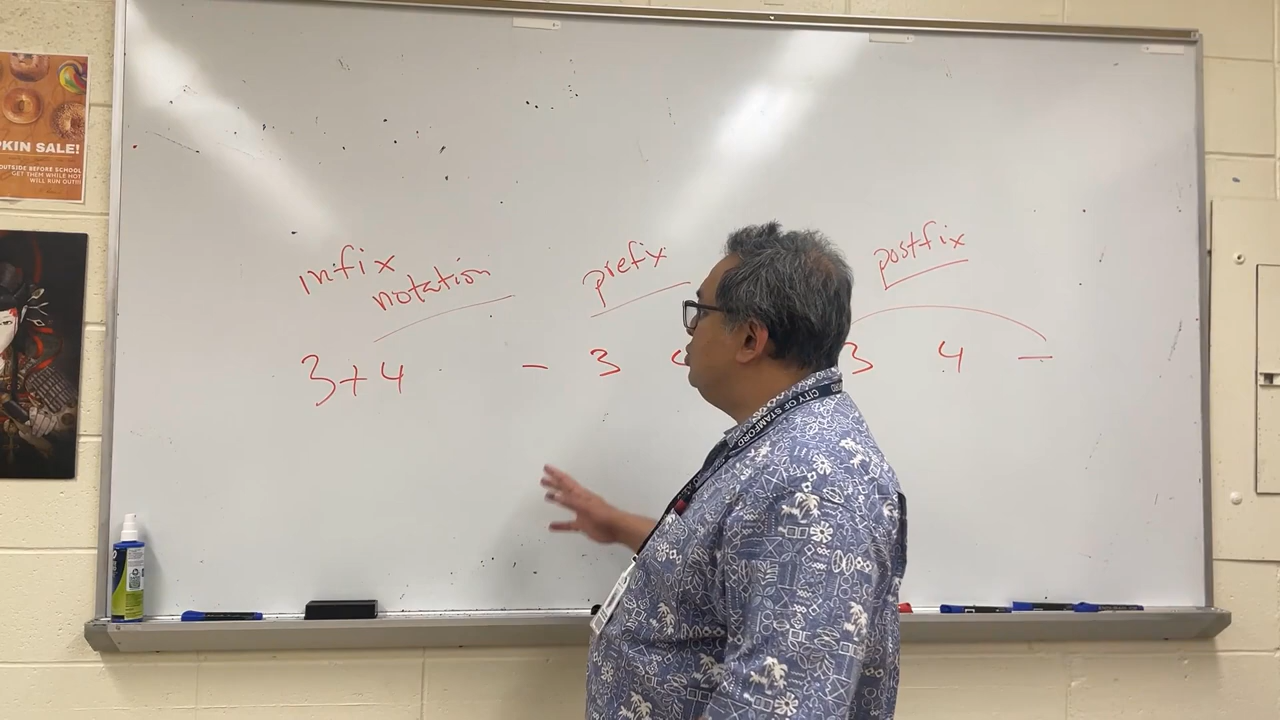 PKIN SALE!
OUTSIDE BEFORE SCHOOL
GET THEM WHILE HOT
WILL RUN OUT!!!
infix
notation
prefix
postfix
3+4
- 3
3 4 -
CITY OF STAMFORD